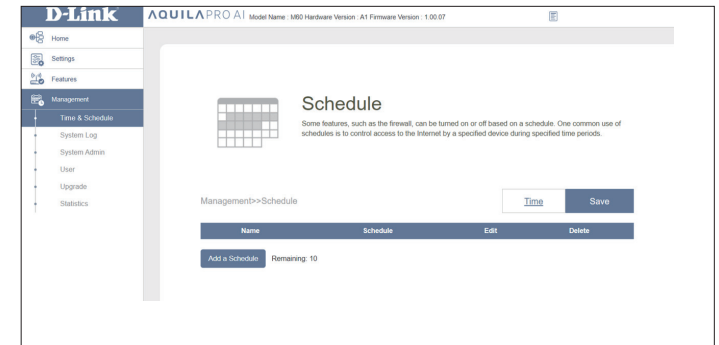 D-Link
AQUILA PRO AI Model Name : M60 Hardware Version : A1 Firmware Version : 1.00.07
Home
Settings
Features
Management
Time & Schedule
System Log
System Admin
User
Upgrade
Statistics
Schedule
Some features, such as the firewall, can be turned on or off based on a schedule. One common use of
schedules is to control access to the Internet by a specified device during specified time periods.
Management>>Schedule
Time Save
Name Schedule Edit Delete
Add a Schedule Remaining: 10